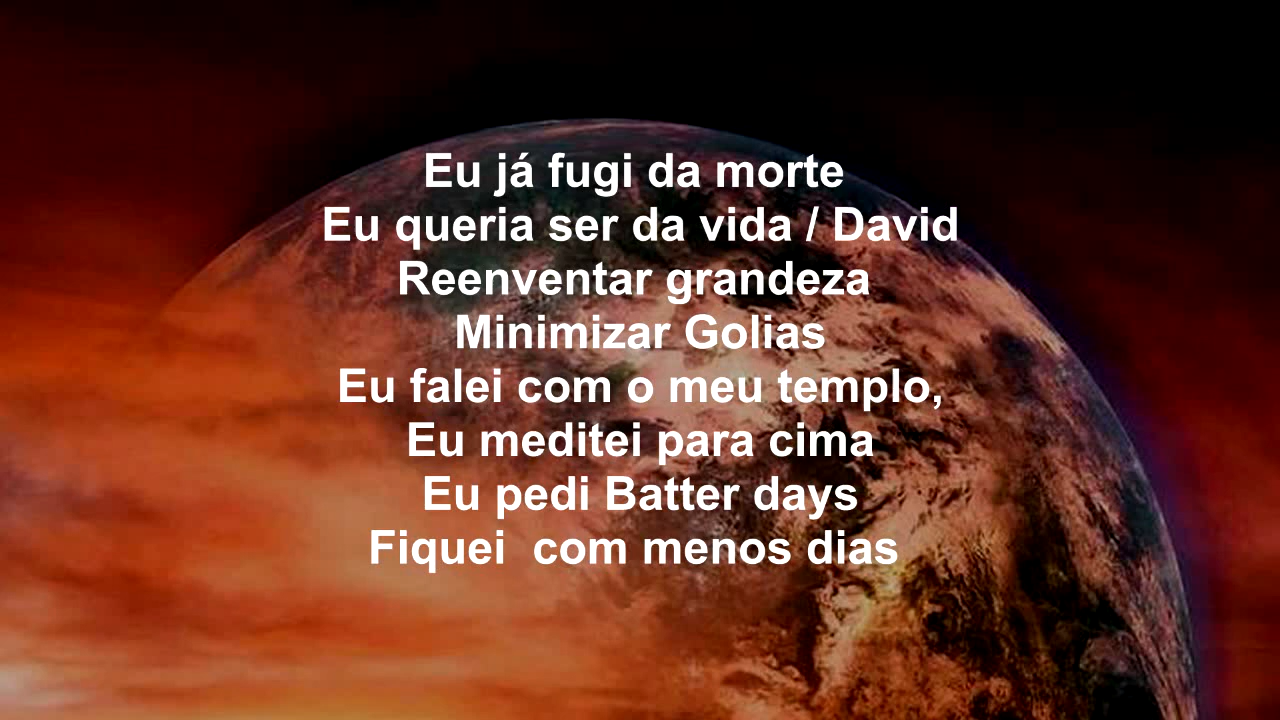 Eu já fugi da morte
Eu queria ser da vida / David
Reenventar grandeza
Minimizar Golias
Eu falei com o meu templo,
Eu meditei para cima
Eu pedi Batter days
Fiquei  com menos dias